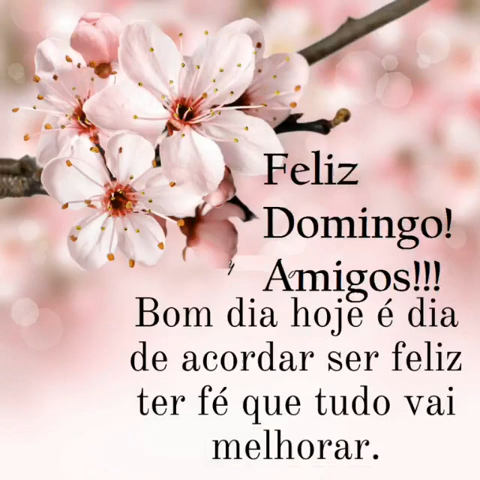 Feliz
Domingo!
Amigos!!!
Bom dia hoje é dia
de acordar ser feliz
ter fé que tudo vai
melhorar.